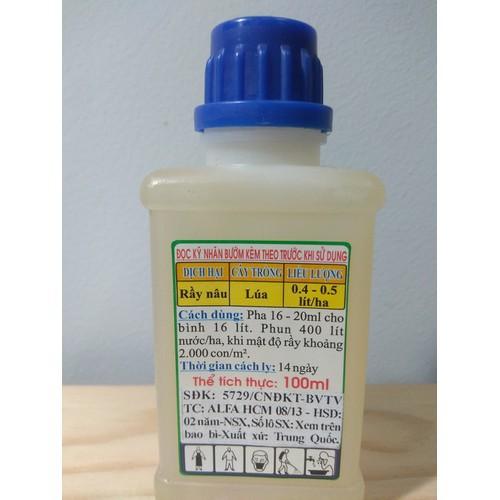 ĐỌC KỸ NHÃN BƯỚM KÈM THEO TRƯỚC KHI SỬ DỤNG
DỊCH HẠI CÂY TRỒNG LIỀU LƯỢNG
Rầy nâu Lúa 0.4 - 0.5 lít/ha
Cách dùng: Pha 16 - 20ml cho
bình 16 lít. Phun 400 lít
nước/ha, khi mật độ rầy khoảng
2.000 con/m².
Thời gian cách ly: 14 ngày
Thể tích thực: 100ml
SĐK: 5729/CNĐKT-BVTV
TC: ALFA HCM 08/13 - HSD:
02 năm-NSX, Số lô SX: Xem trên
bao bì-Xuất xứ: Trung Quốc.